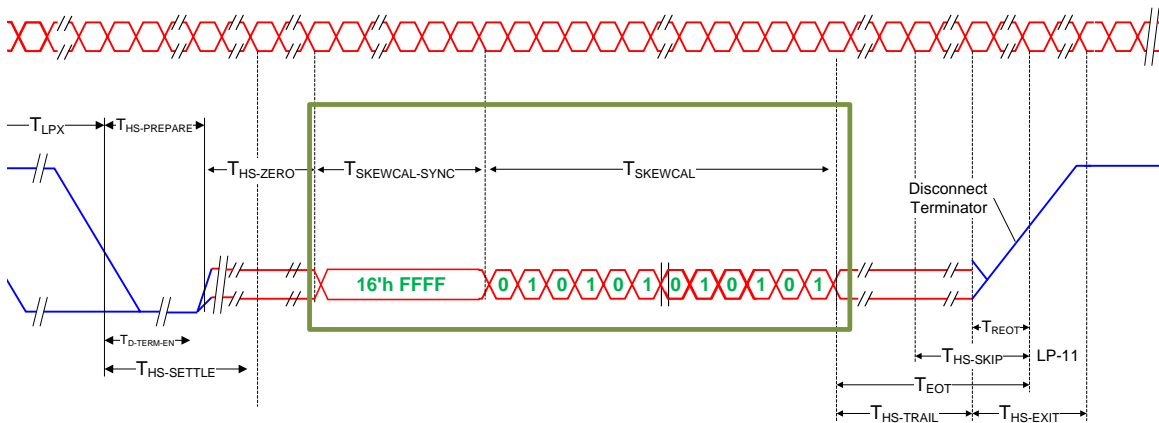 TLPX
THS-PREPARE
THS-ZERO
TSKEWCAL-SYNC
TSKEWCAL
Disconnect
Terminator
16'h FFFF
0 1 0 1 0 1 0 1 0 1 0 1
TD-TERM-EN
THS-SETTLE
TREOT
THS-SKIP
LP-11
TEOT
THS-TRAIL
THS-EXIT